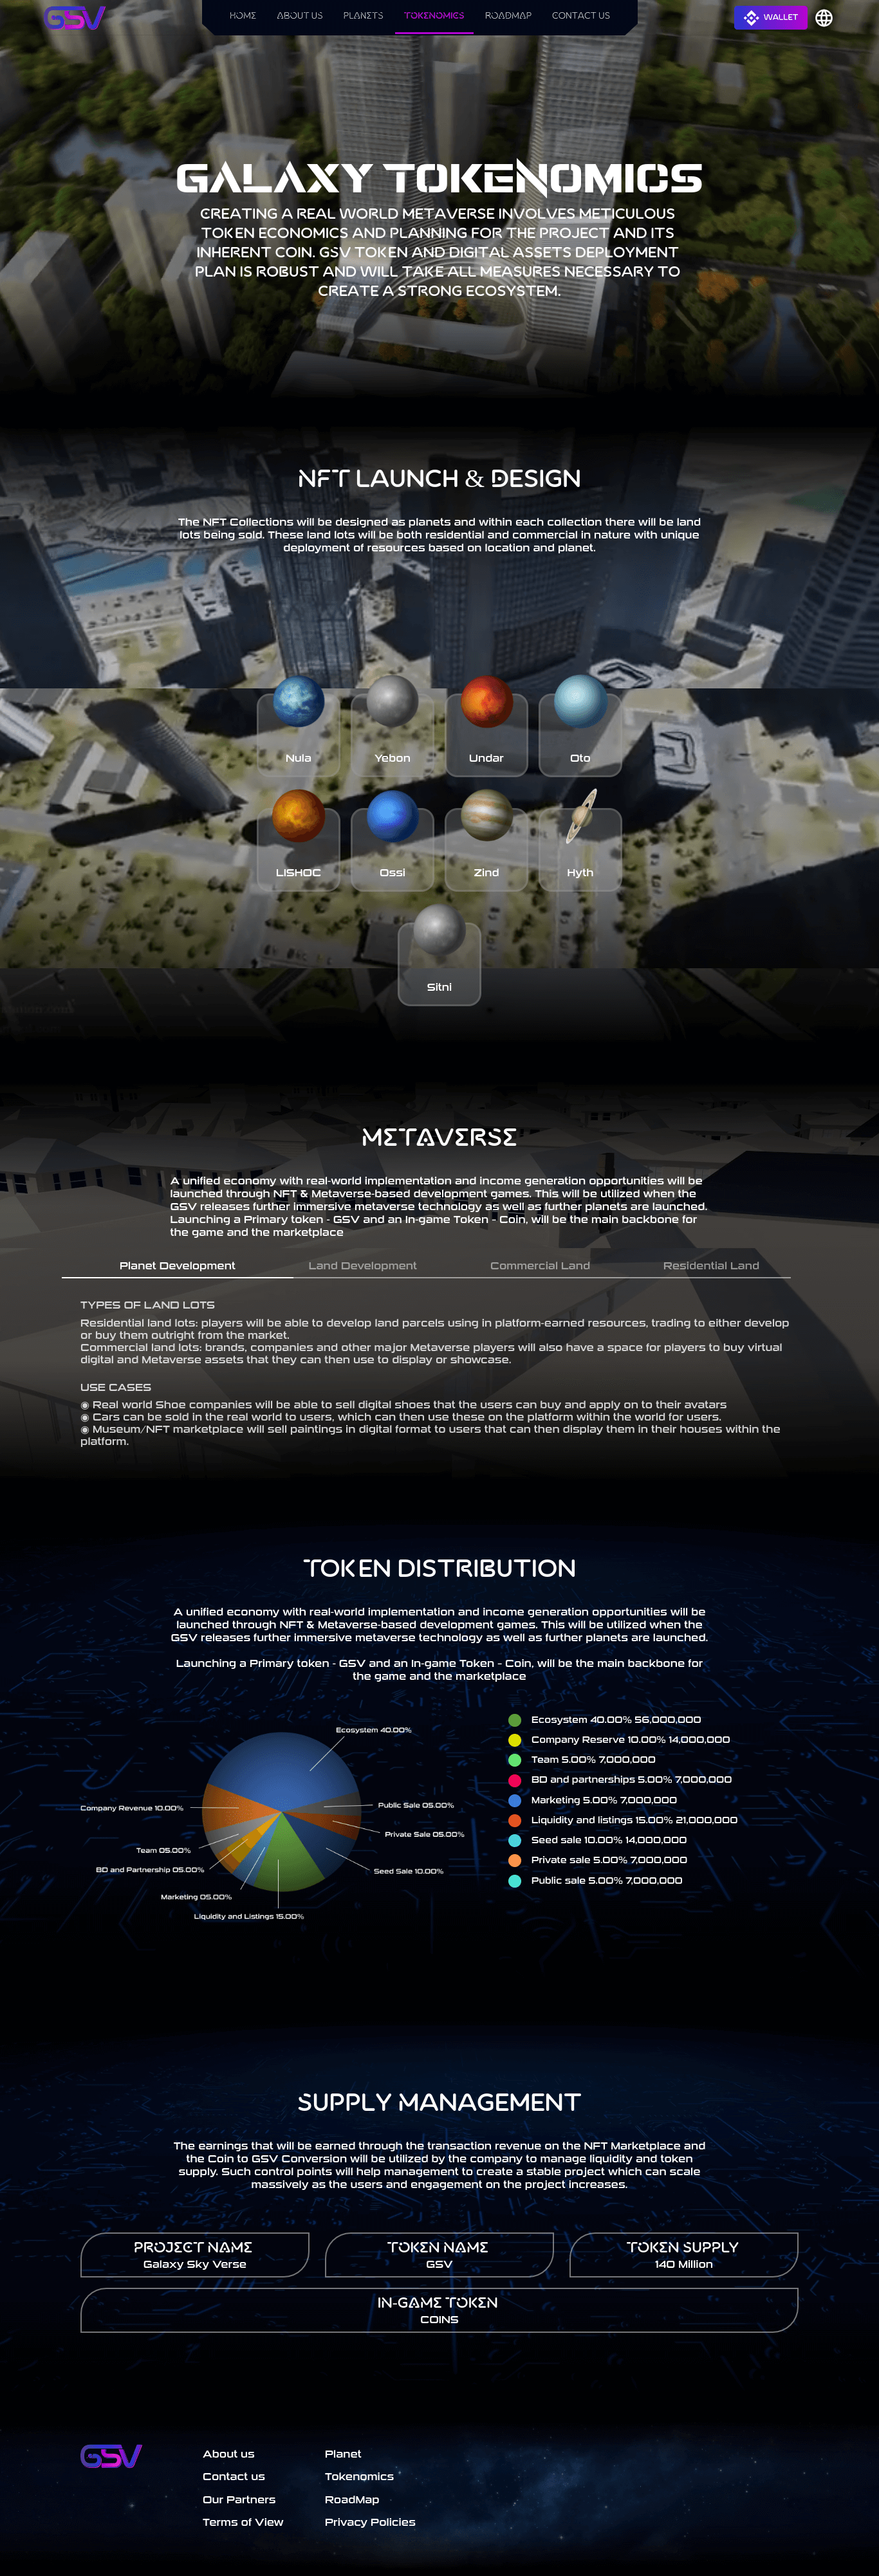 GSV
HOME ABOUT US PLANETS TOKENOMICS ROADMAP CONTACT US
WALLET
GALAXY TOKENOMICS
CREATING A REAL WORLD METAVERSE INVOLVES METICULOUS
TOKEN ECONOMICS AND PLANNING FOR THE PROJECT AND ITS
INHERENT COIN. GSV TOKEN AND DIGITAL ASSETS DEPLOYMENT
PLAN IS ROBUST AND WILL TAKE ALL MEASURES NECESSARY TO
CREATE A STRONG ECOSYSTEM.
NFT LAUNCH & DESIGN
The NFT Collections will be designed as planets and within each collection there will be land
lots being sold. These land lots will be both residential and commercial in nature with unique
deployment of resources based on location and planet.
Nula Yebon Undar Oto
LISHOC Ossi Zind Hyth
Sitni
METAVERSE
A unified economy with real-world implementation and income generation opportunities will be
launched through NFT & Metaverse-based development games. This will be utilized when the
GSV releases further immersive metaverse technology as well as further planets are launched.
Launching a Primary token - GSV and an In-game Token - Coin, will be the main backbone for
the game and the marketplace
Planet Development Land Development Commercial Land Residential Land
TYPES OF LAND LOTS
Residential land lots: players will be able to develop land parcels using in platform-earned resources, trading to either develop
or buy them outright from the market.
Commercial land lots: brands, companies and other major Metaverse players will also have a space for players to buy virtual
digital and Metaverse assets that they can then use to display or showcase.
USE CASES
◉ Real world Shoe companies will be able to sell digital shoes that the users can buy and apply on to their avatars
◉ Cars can be sold in the real world to users, which can then use these on the platform within the world for users.
◉ Museum/NFT marketplace will sell paintings in digital format to users that can then display them in their houses within the
platform.
TOKEN DISTRIBUTION
A unified economy with real-world implementation and income generation opportunities will be
launched through NFT & Metaverse-based development games. This will be utilized when the
GSV releases further immersive metaverse technology as well as further planets are launched.
Launching a Primary token - GSV and an In-game Token - Coin, will be the main backbone for
the game and the marketplace
Ecosystem 40.00%
Public Sale 05.00%
Company Revenue 10.00%
Private Sale 05.00%
Team 05.00%
BD and Partnership 05.00%
Seed Sale 10.00%
Marketing 05.00%
Liquidity and Listings 15.00%
Ecosystem 40.00% 56,000,000
Company Reserve 10.00% 14,000,000
Team 5.00% 7,000,000
BD and partnerships 5.00% 7,000,000
Marketing 5.00% 7,000,000
Liquidity and listings 15.00% 21,000,000
Seed sale 10.00% 14,000,000
Private sale 5.00% 7,000,000
Public sale 5.00% 7,000,000
SUPPLY MANAGEMENT
The earnings that will be earned through the transaction revenue on the NFT Marketplace and
the Coin to GSV Conversion will be utilized by the company to manage liquidity and token
supply. Such control points will help management to create a stable project which can scale
massively as the users and engagement on the project increases.
PROJECT NAME
Galaxy Sky Verse
TOKEN NAME
GSV
TOKEN SUPPLY
140 Million
IN-GAME TOKEN
COINS
GSV
About us
Contact us
Our Partners
Terms of View
Planet
Tokenomics
RoadMap
Privacy Policies